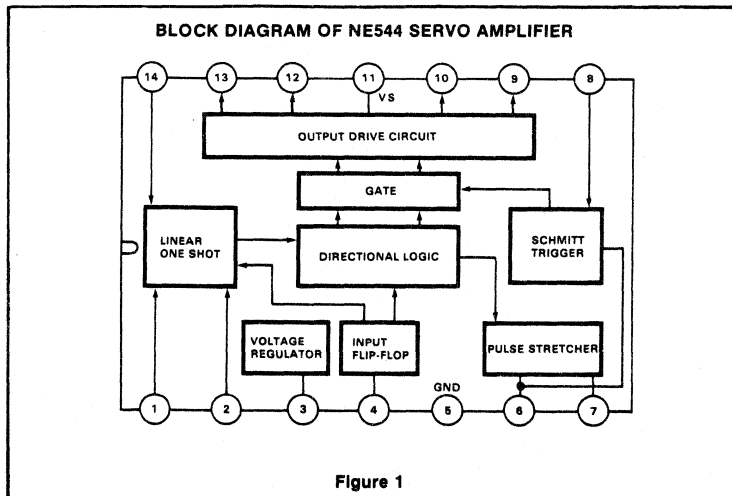 BLOCK DIAGRAM OF NE544 SERVO AMPLIFIER
14 13 12 11 10 9 8
VS
OUTPUT DRIVE CIRCUIT
GATE
LINEAR
ONE SHOT
DIRECTIONAL LOGIC
SCHMITT
TRIGGER
VOLTAGE
REGULATOR
INPUT
FLIP-FLOP
PULSE STRETCHER
GND
1 2 3 4 5 6 7
Figure 1